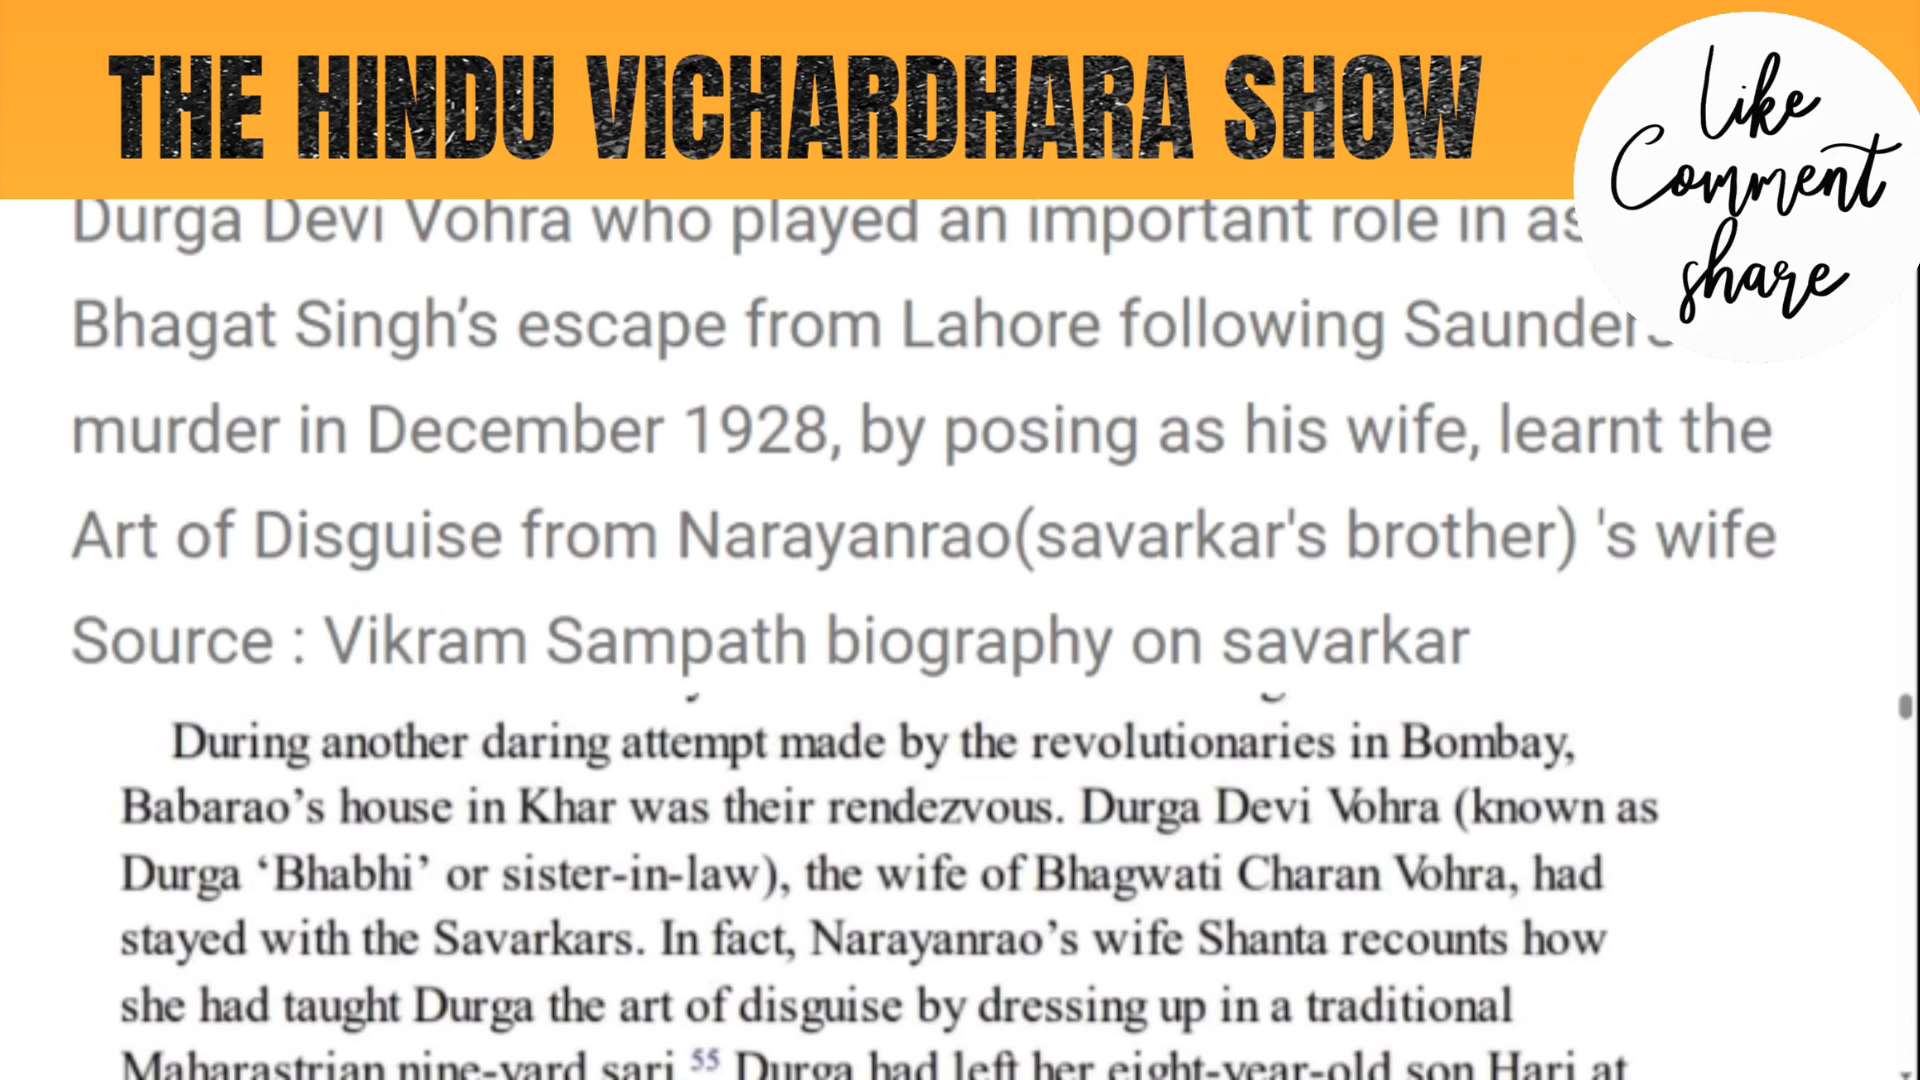 THE HINDU VICHARDHARA SHOW
like
Comment
share
Durga Devi Vohra who played an important role in
Bhagat Singh’s escape from Lahore following
murder in December 1928, by posing as his wife, learnt the
Art of Disguise from Narayanrao(savarkar's brother) 's wife
Source : Vikram Sampath biography on savarkar
During another daring attempt made by the revolutionaries in Bombay,
Babarao’s house in Khar was their rendezvous. Durga Devi Vohra (known as
Durga ‘Bhabhi’ or sister-in-law), the wife of Bhagwati Charan Vohra, had
stayed with the Savarkars. In fact, Narayanrao’s wife Shanta recounts how
she had taught Durga the art of disguise by dressing up in a traditional
Maharastrian nine-yard sari.55 Durga had left her eight-year-old son Hari at